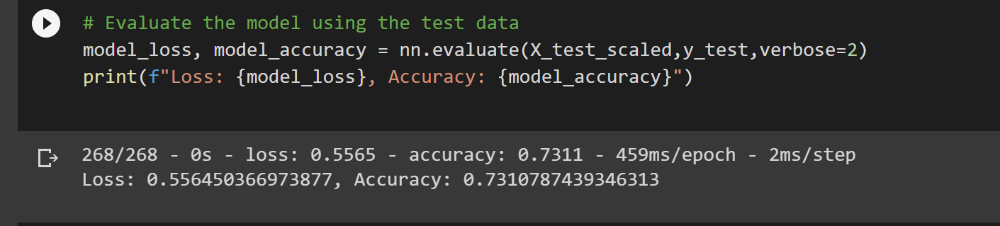 # Evaluate the model using the test data
model_loss, model_accuracy = nn.evaluate(X_test_scaled,y_test,verbose=2)
print(f"Loss: {model_loss}, Accuracy: {model_accuracy}")
268/268 - 0s - loss: 0.5565 - accuracy: 0.7311 - 459ms/epoch - 2ms/step
Loss: 0.556450366973877, Accuracy: 0.7310787439346313